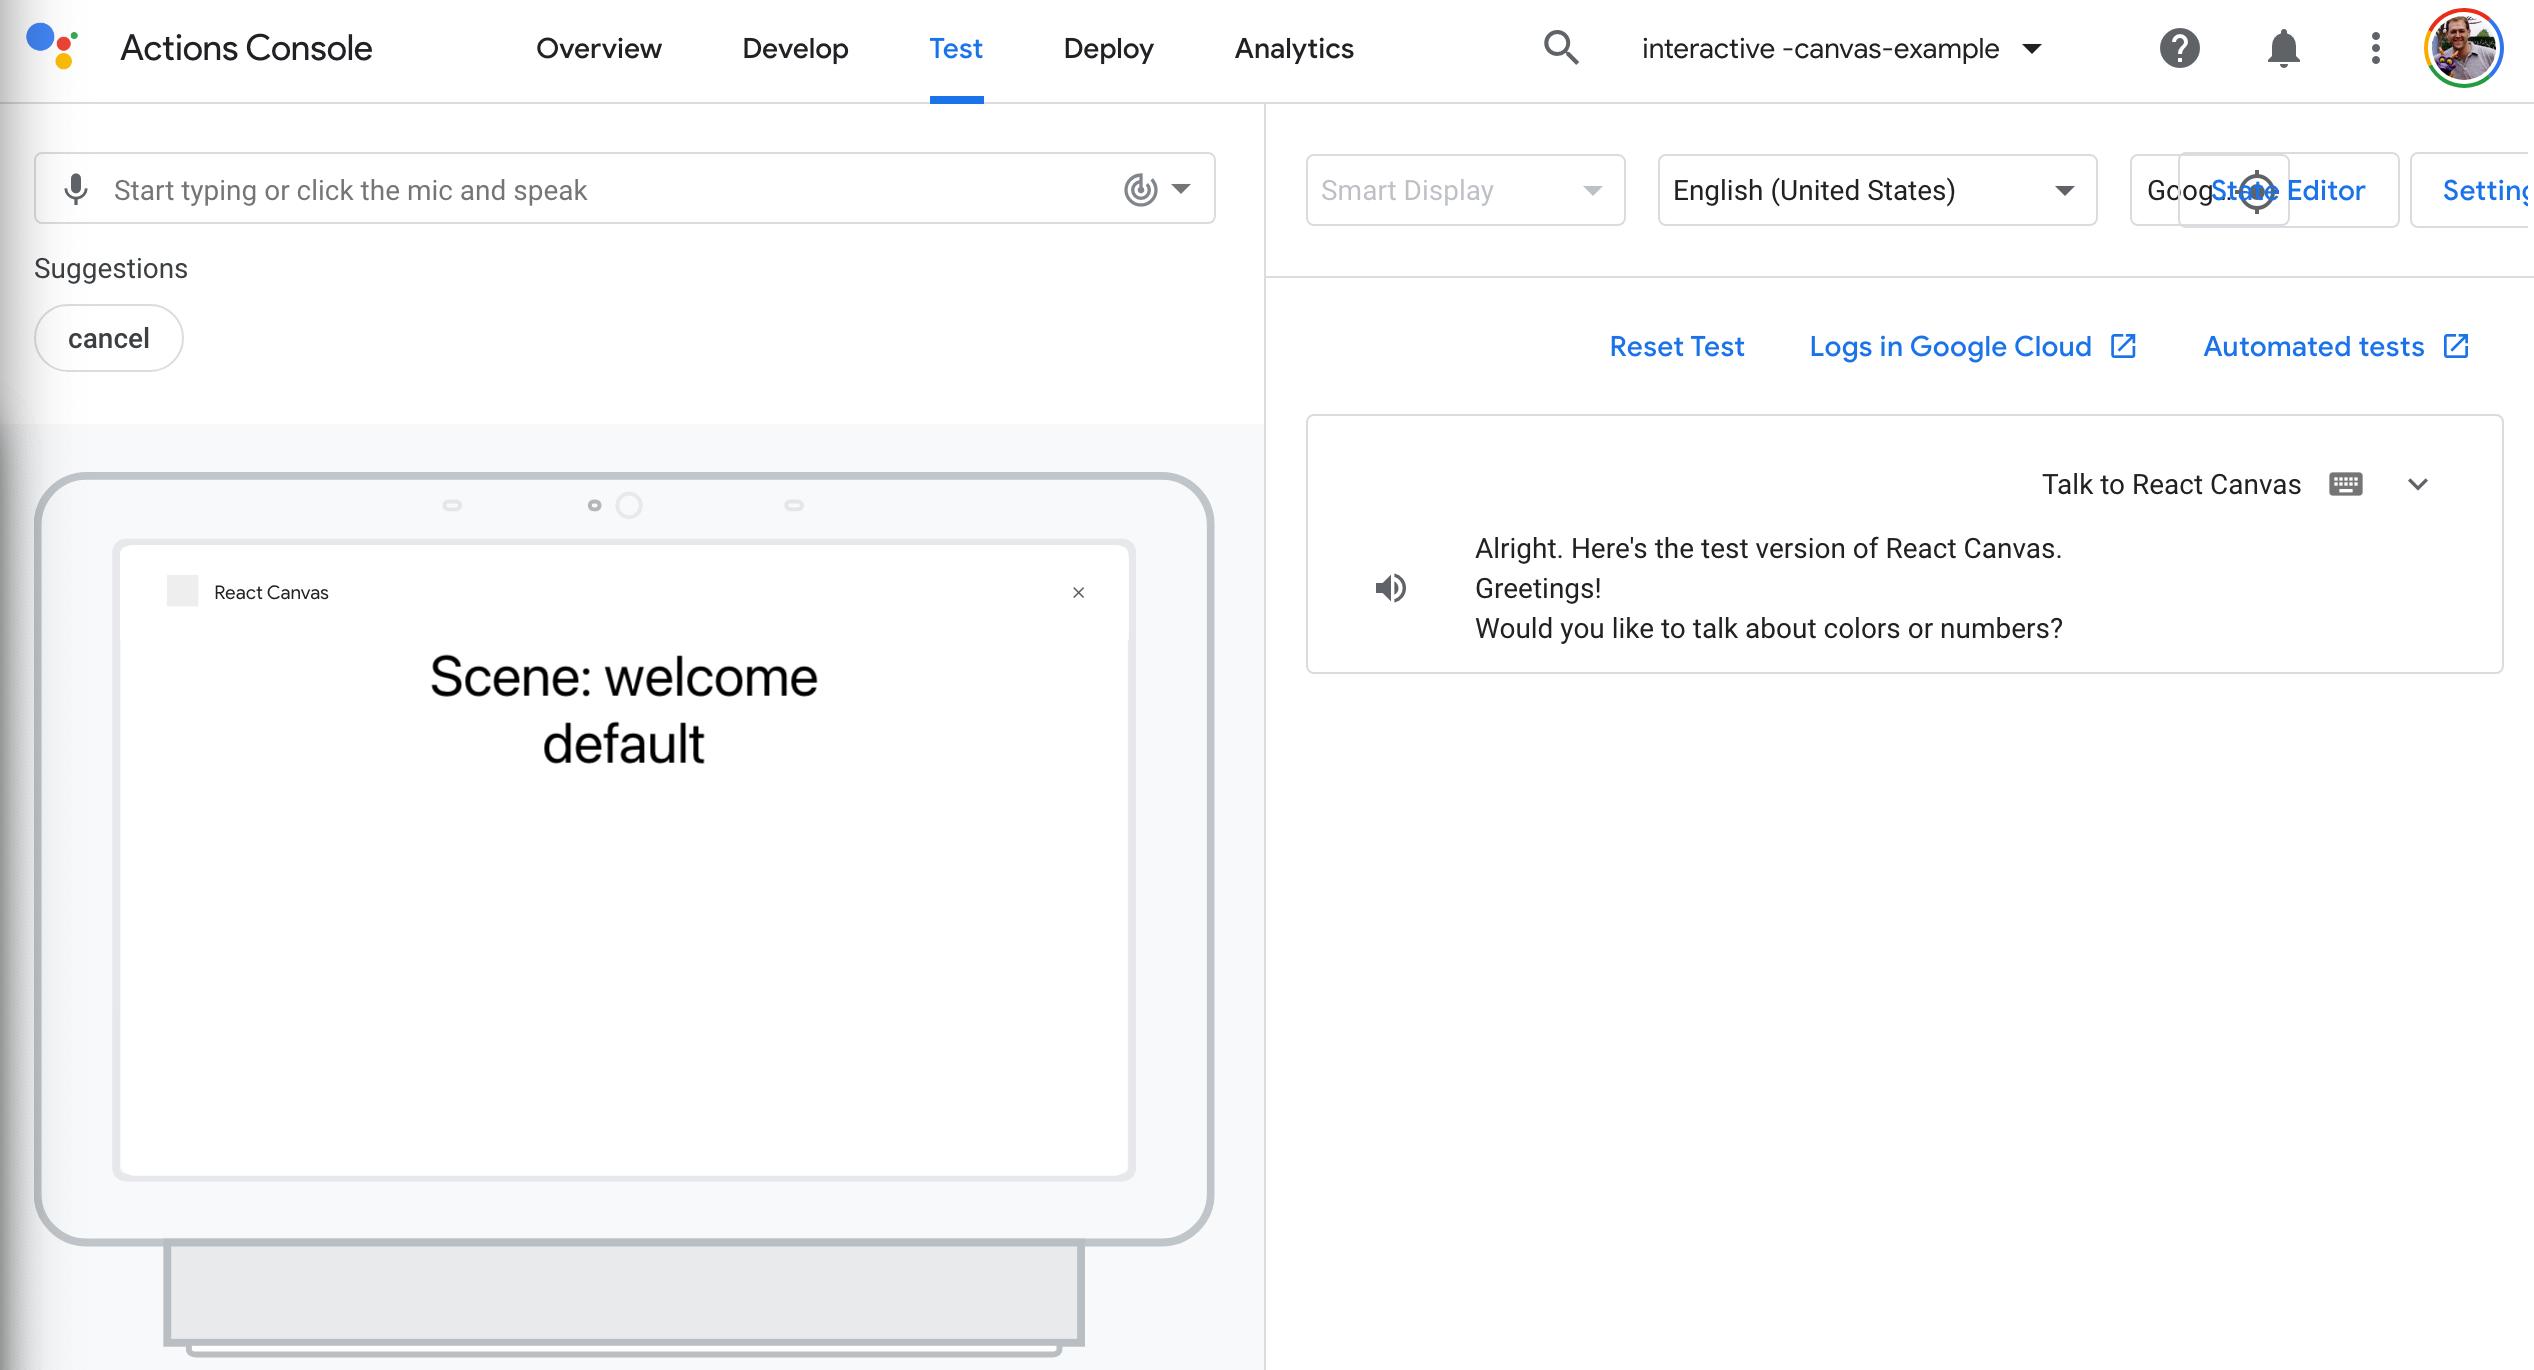 Actions Console
Overview
Develop
Test
Deploy
Analytics
interactive -canvas-example
Start typing or click the mic and speak
Smart Display
English (United States)
Goog...
State Editor
Setting
Suggestions
cancel
Reset Test
Logs in Google Cloud
Automated tests
Talk to React Canvas
Alright. Here's the test version of React Canvas.
Greetings!
Would you like to talk about colors or numbers?
React Canvas
Scene: welcome
default